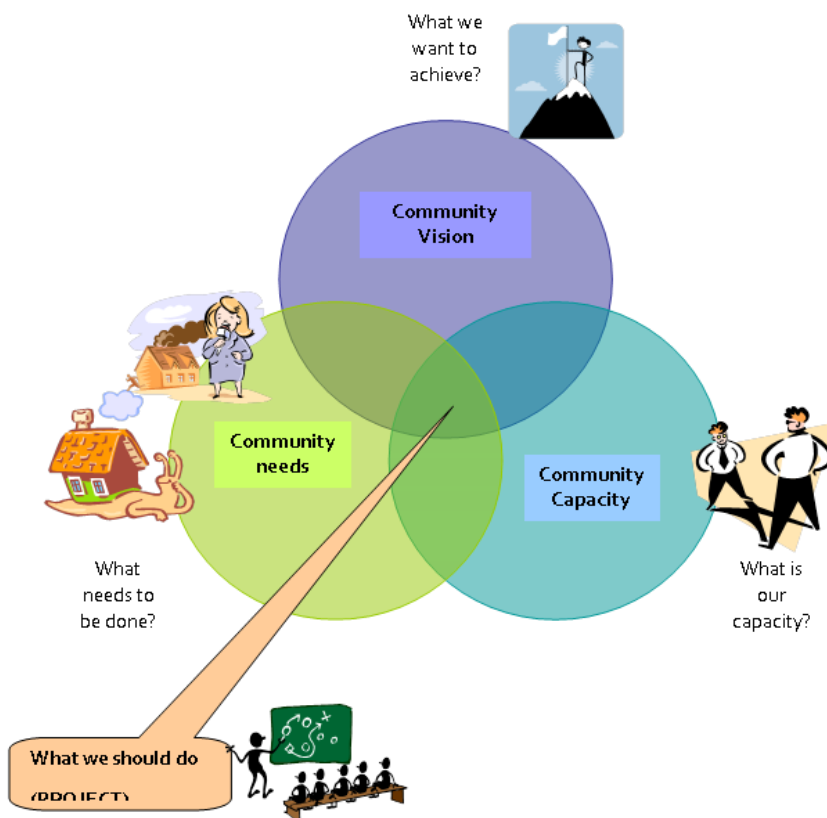 What we
want to
achieve?
Community
Vision
Community
needs
Community
Capacity
What
needs to
be done?
What is
our
capacity?
What we should do
(PROJECT)